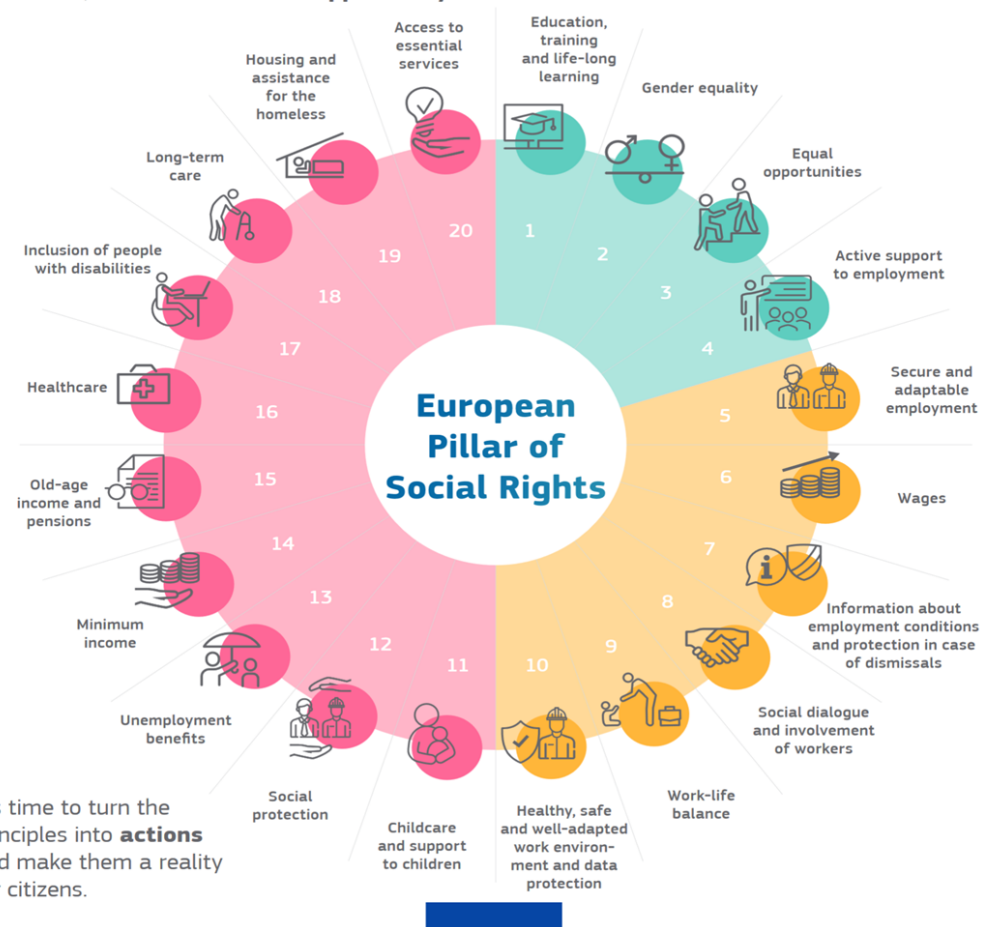 Access to
essential
services
Education,
training
and life-long
learning
Gender equality
Equal
opportunities
Active support
to employment
Secure and
adaptable
employment
Wages
Information about
employment conditions
and protection in case
of dismissals
Social dialogue
and involvement
of workers
Work-life
balance
Healthy, safe
and well-adapted
work environ-
ment and data
protection
Childcare
and support
to children
Social
protection
Unemployment
benefits
Minimum
income
Old-age
income and
pensions
Healthcare
Inclusion of people
with disabilities
Long-term
care
Housing and
assistance
for the
homeless
20
1
2
3
4
5
6
7
8
9
10
11
12
13
14
15
16
17
18
19
European
Pillar of
Social Rights
time to turn the
into actions
make them a reality
citizens.